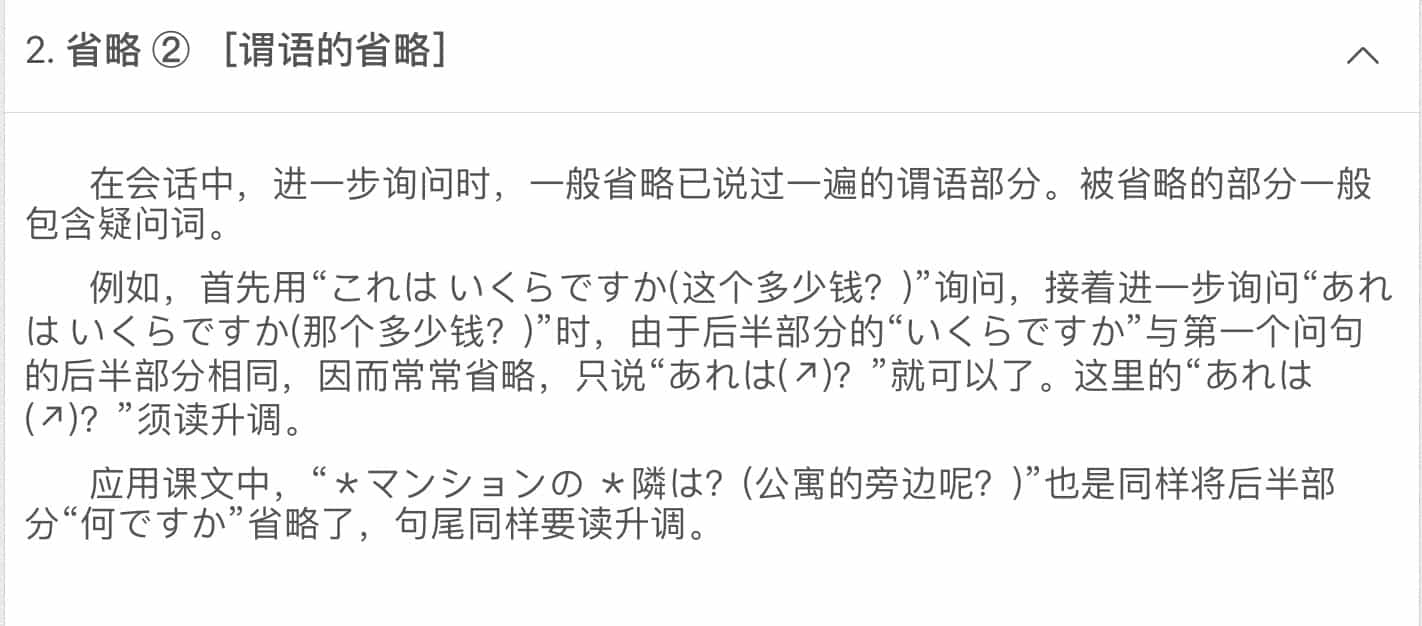 2. 省略 ② ［谓语的省略］
在会话中，进一步询问时，一般省略已说过一遍的谓语部分。被省略的部分一般
包含疑问词。
例如，首先用“これは いくらですか(这个多少钱？)”询问，接着进一步询问“あれ
は いくらですか(那个多少钱？)”时，由于后半部分的“いくらですか”与第一个问句
的后半部分相同，因而常常省略，只说“あれは(↗)？”就可以了。这里的“あれは
(↗)？”须读升调。
应用课文中，“＊マンションの ＊隣は？(公寓的旁边呢？)”也是同样将后半部
分“何ですか”省略了，句尾同样要读升调。